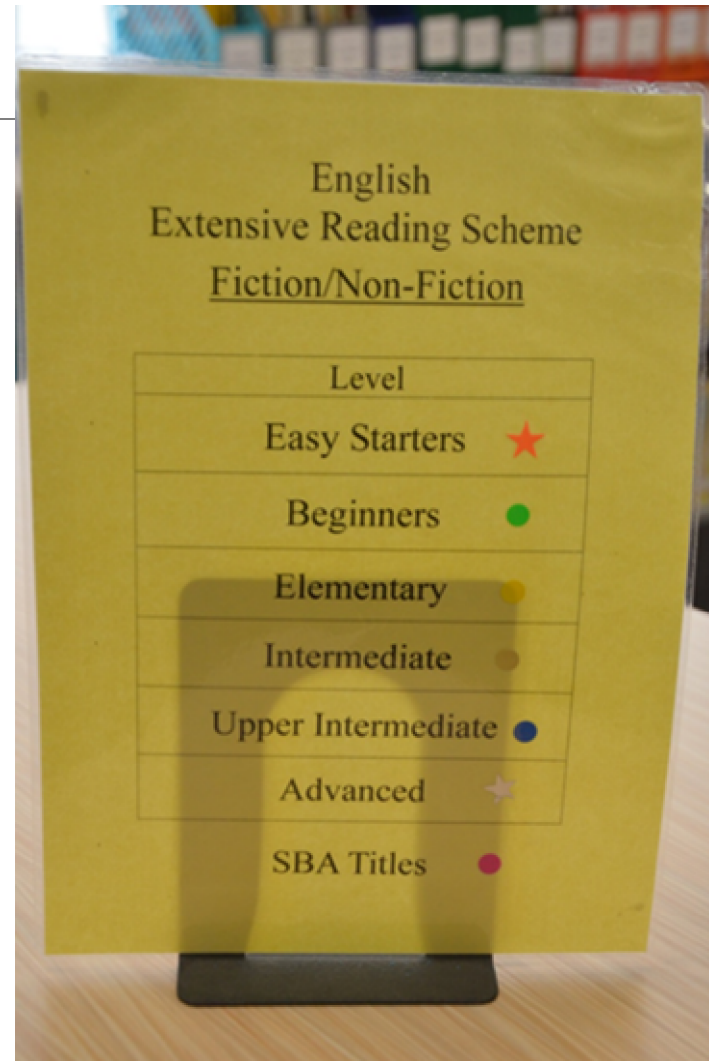 English
Extensive Reading Scheme
Fiction/Non-Fiction
Level
Easy Starters
Beginners
Elementary
Intermediate
Upper Intermediate
Advanced
SBA Titles